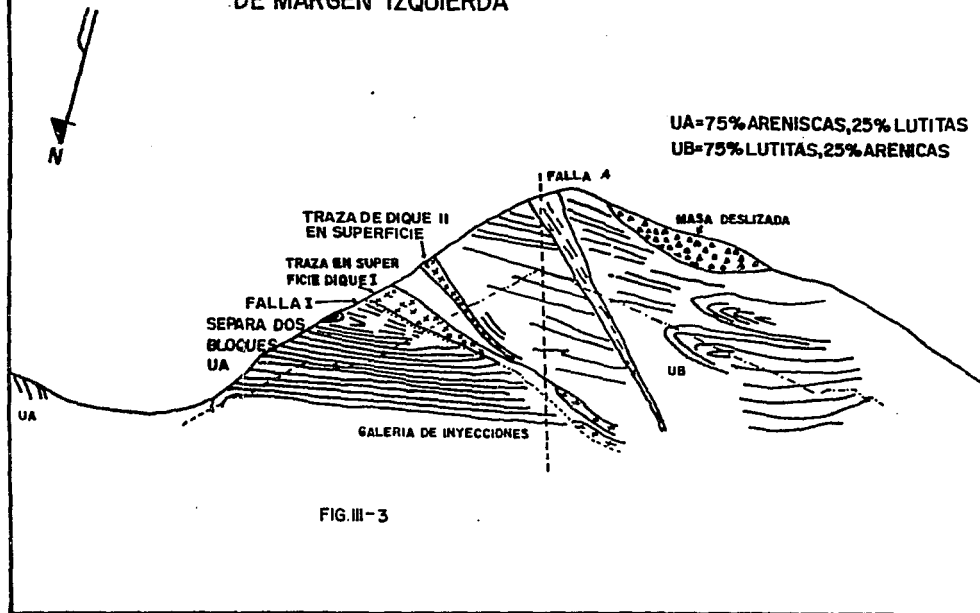 DE MARGEN IZQUIERDA
N
UA=75% ARENISCAS,25% LUTITAS
UB=75% LUTITAS,25% ARENICAS
FALLA A
MASA DESLIZADA
TRAZA DE DIQUE II
EN SUPERFICIE
TRAZA EN SUPER
FICIE DIQUE I
FALLA I
SEPARA DOS
BLOQUES
UA
UB
UA
GALERIA DE INYECCIONES
FIG.III-3